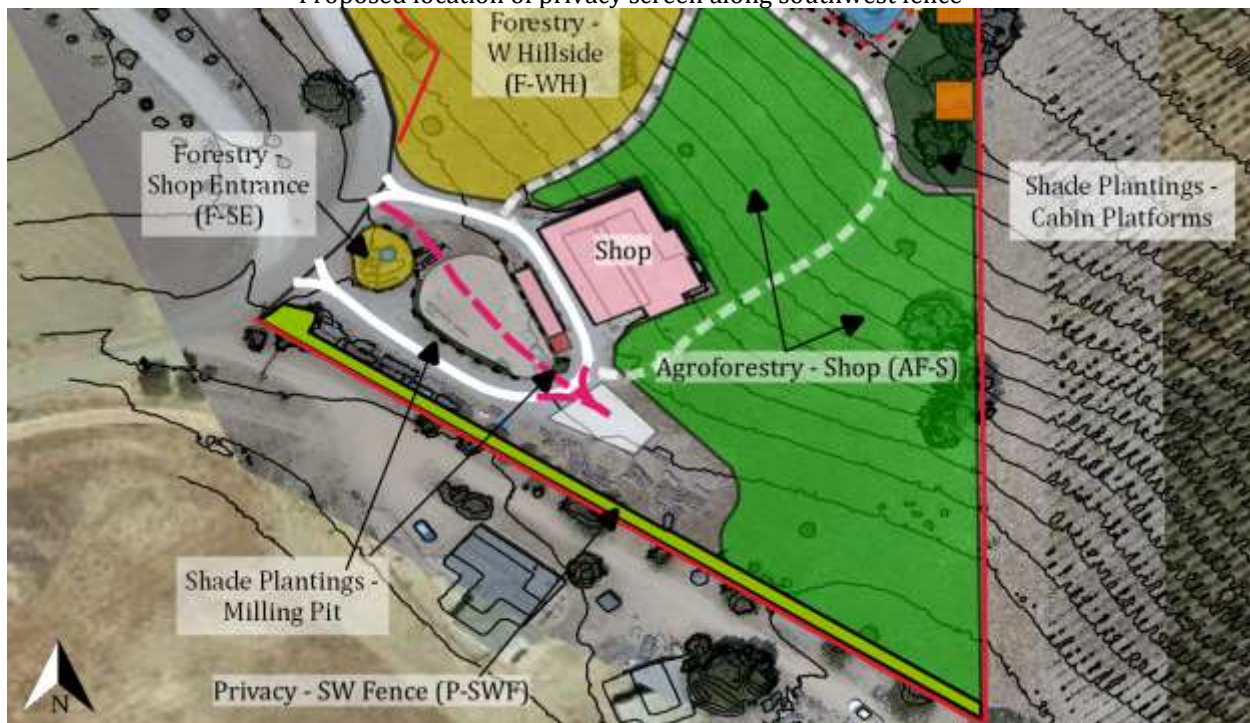 Proposed location of privacy screen along southwest fence
Forestry -
W Hillside
(F-WH)
Forestry -
Shop Entrance
(F-SE)
Shade Plantings -
Cabin Platforms
Shop
Agroforestry - Shop (AF-S)
Shade Plantings -
Milling Pit
Privacy - SW Fence (P-SWF)
N